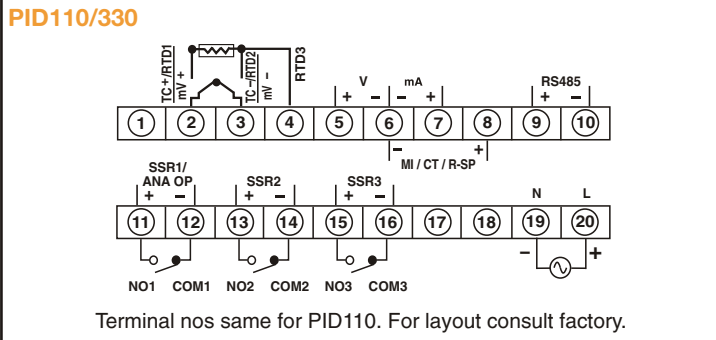 PID110/330
TC+/RTD1
mV +
TC-/RTD2
mV -
RTD3
V
mA
RS485
+ - - + + -
1 2 3 4 5 6 7 8 9 10
- +
MI / CT / R-SP
SSR1/
ANA OP
SSR2
SSR3
N
L
+ - + - + -
11 12 13 14 15 16 17 18 19 20
- +
NO1 COM1 NO2 COM2 NO3 COM3
Terminal nos same for PID110. For layout consult factory.